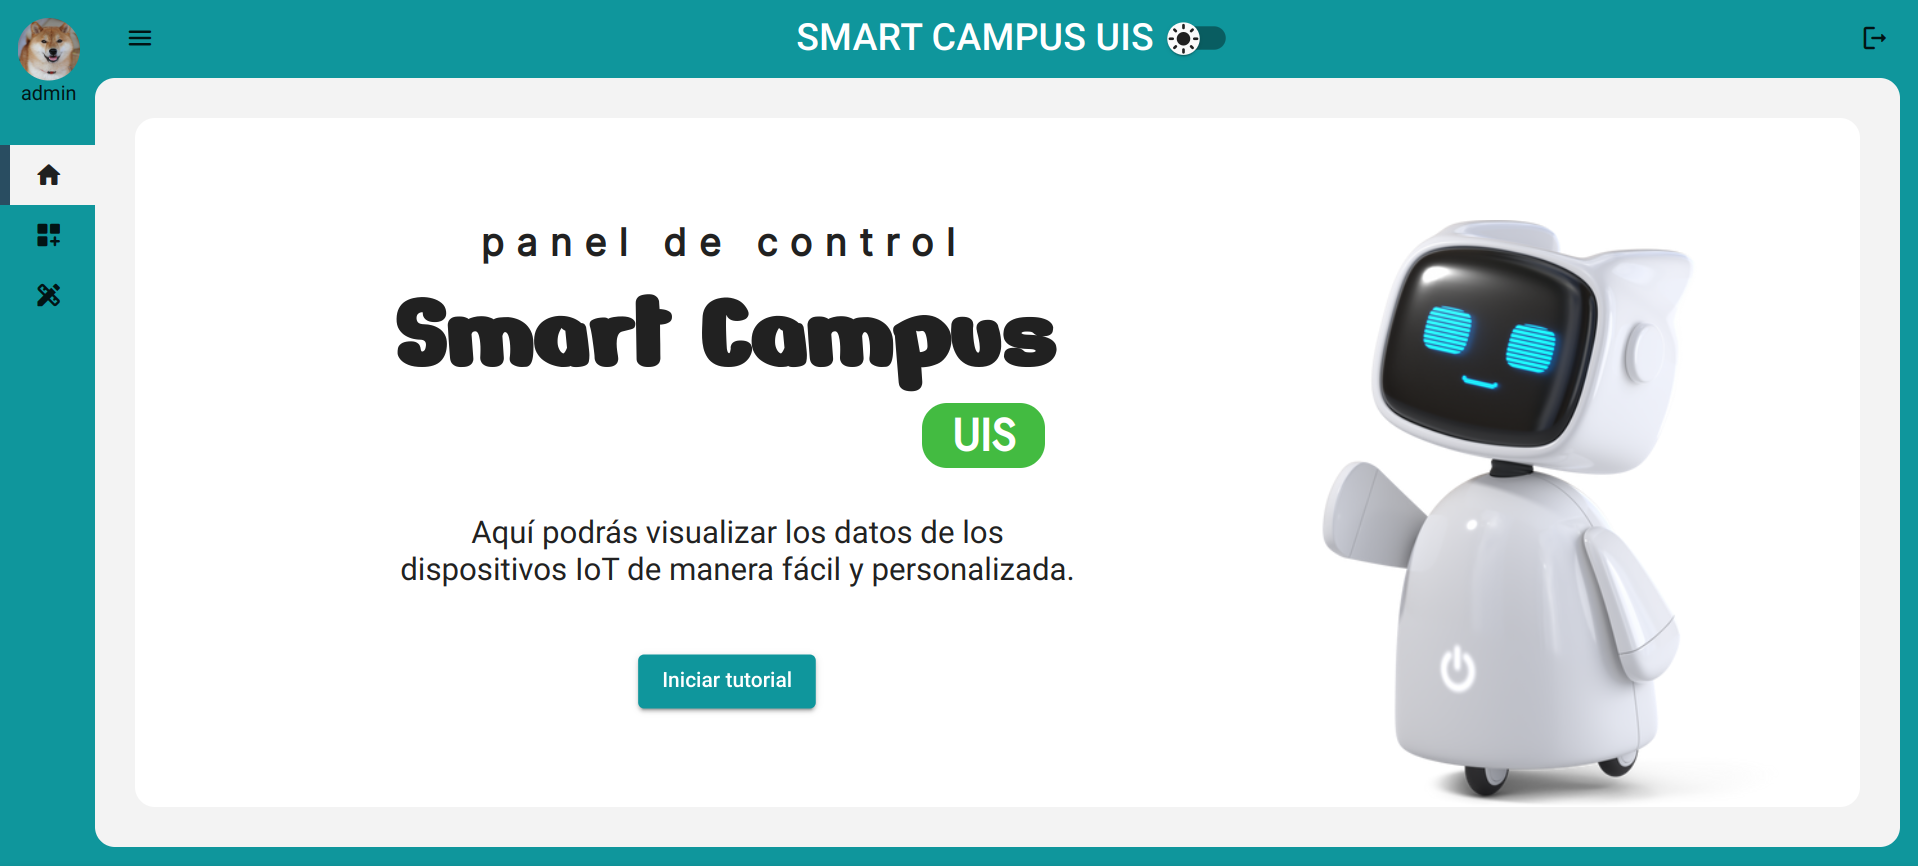 SMART CAMPUS UIS
admin
panel de control
Smart Campus
UIS
Aquí podrás visualizar los datos de los
dispositivos IoT de manera fácil y personalizada.
Iniciar tutorial